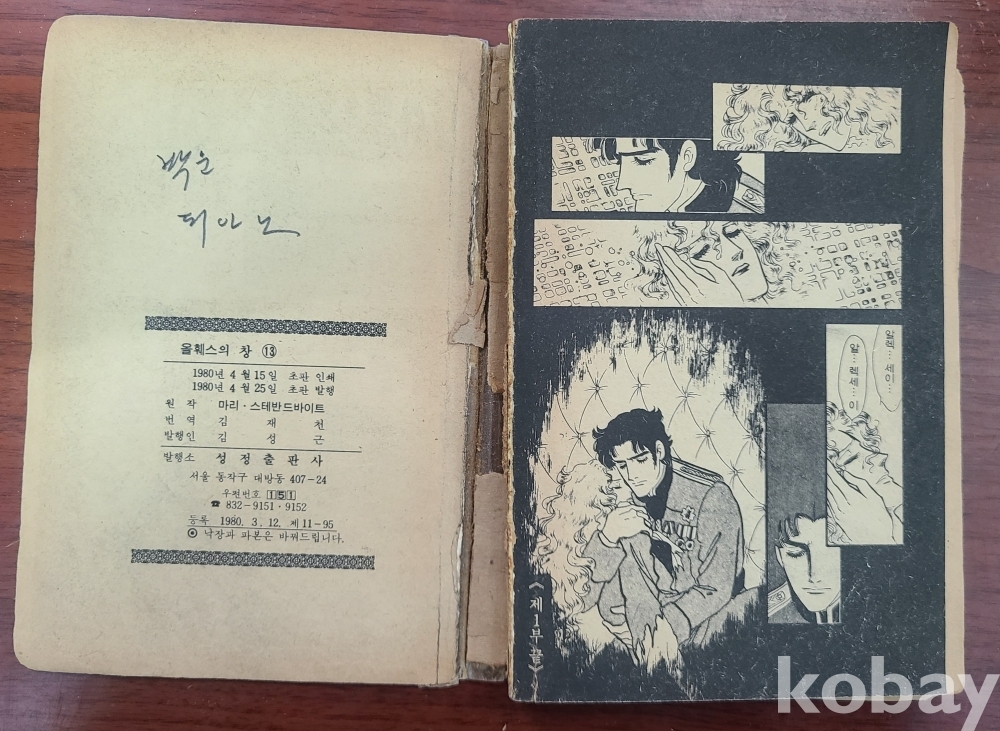 백운
피아노
올훼스의 창 ⑬
1980년 4월 15일 초판 인쇄
1980년 4월 25일 초판 발행
원작 마리·스테반드바이트
번역 김재천
발행인 김성근
발행소 성정출판사
서울 동작구 대방동 407-24
우편번호 151
☎ 832-9151·9152
등록 1980. 3. 12. 제11-95
◉ 낙장과 파본은 바꿔드립니다.
알렉…세이…
알…렉세…이
《제1부끝》
kobay